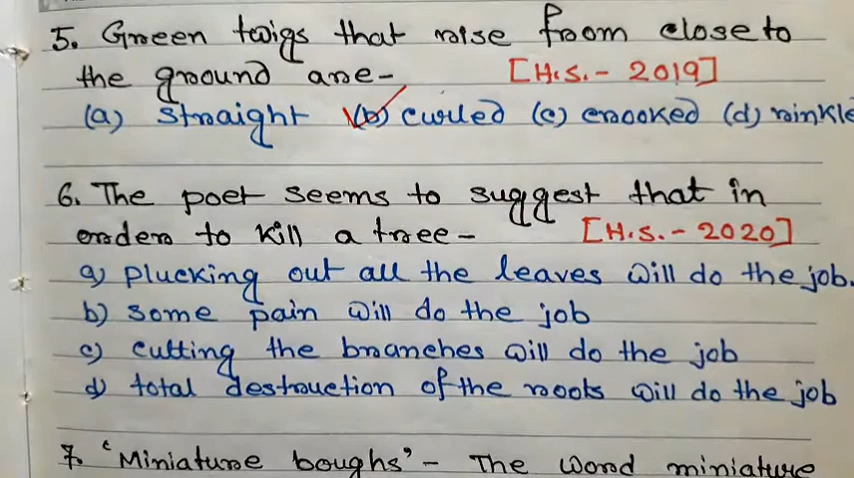 5. Green twigs that rise from close to
the ground are- [H.S.- 2019]
(a) straight (b) curled (c) crooked (d) rinkle
6. The poet seems to suggest that in
order to kill a tree- [H.S.- 2020]
a) plucking out all the leaves will do the job.
b) some pain will do the job
c) cutting the branches will do the job
d) total destruction of the roots will do the job
7. 'Miniature boughs'- The word miniature